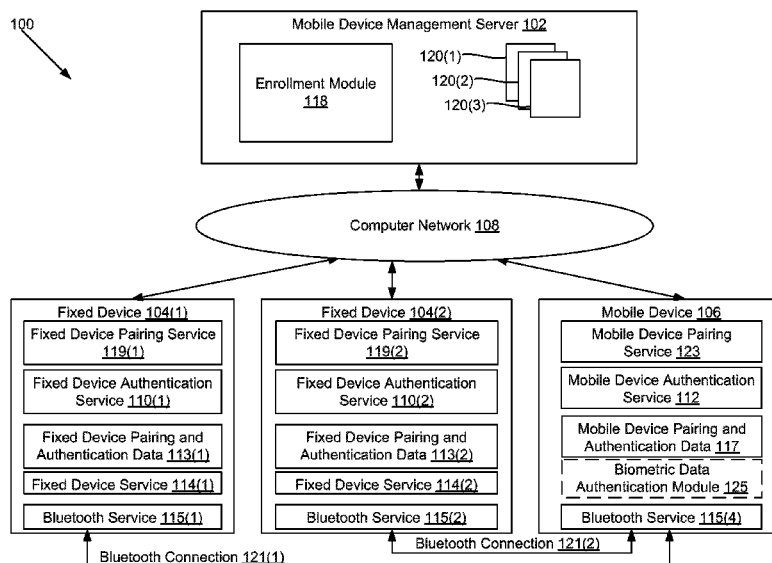 100
Mobile Device Management Server 102
Enrollment Module
118
120(1)
120(2)
120(3)
Computer Network 108
Fixed Device 104(1)
Fixed Device Pairing Service
119(1)
Fixed Device Authentication
Service 110(1)
Fixed Device Pairing and
Authentication Data 113(1)
Fixed Device Service 114(1)
Bluetooth Service 115(1)
Fixed Device 104(2)
Fixed Device Pairing Service
119(2)
Fixed Device Authentication
Service 110(2)
Fixed Device Pairing and
Authentication Data 113(2)
Fixed Device Service 114(2)
Bluetooth Service 115(2)
Mobile Device 106
Mobile Device Pairing
Service 123
Mobile Device Authentication
Service 112
Mobile Device Pairing and
Authentication Data 117
Biometric Data
Authentication Module 125
Bluetooth Service 115(4)
Bluetooth Connection 121(1)
Bluetooth Connection 121(2)